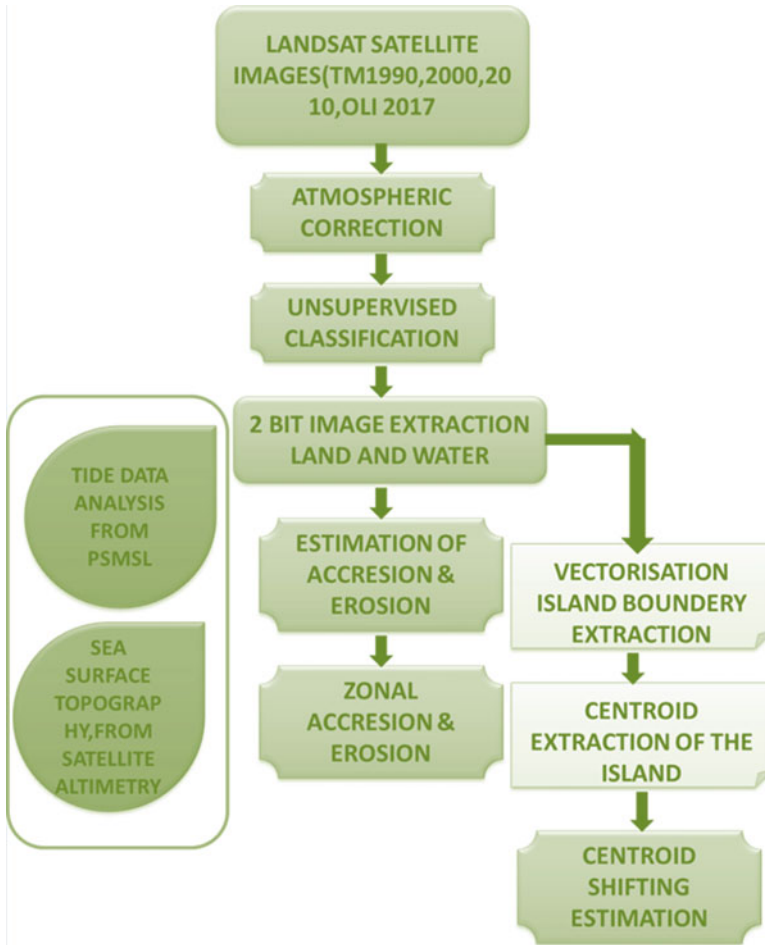 LANDSAT SATELLITE
IMAGES(TM1990,2000,20
10,OLI 2017
ATMOSPHERIC
CORRECTION
UNSUPERVISED
CLASSIFICATION
2 BIT IMAGE EXTRACTION
LAND AND WATER
TIDE DATA
ANALYSIS
FROM
PSMSL
SEA
SURFACE
TOPOGRAP
HY,FROM
SATELLITE
ALTIMETRY
ESTIMATION OF
ACCRESION &
EROSION
ZONAL
ACCRESION &
EROSION
VECTORISATION
ISLAND BOUNDERY
EXTRACTION
CENTROID
EXTRACTION OF THE
ISLAND
CENTROID
SHIFTING
ESTIMATION